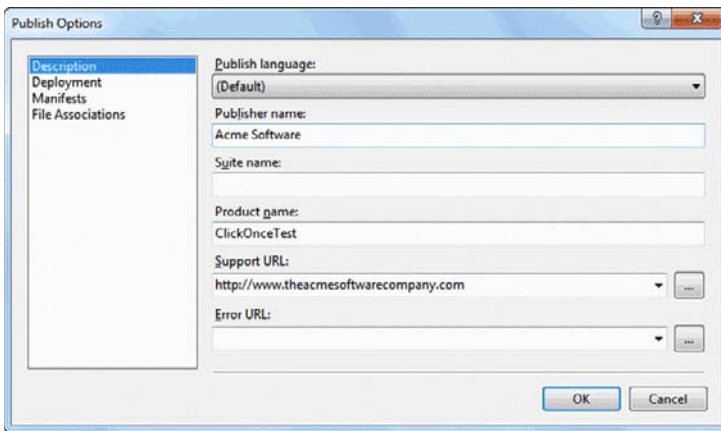 Publish Options
Description
Deployment
Manifests
File Associations
Publish language:
(Default)
Publisher name:
Acme Software
Suite name:
Product name:
ClickOnceTest
Support URL:
http://www.theacmesoftwarecompany.com
...
Error URL:
...
OK
Cancel